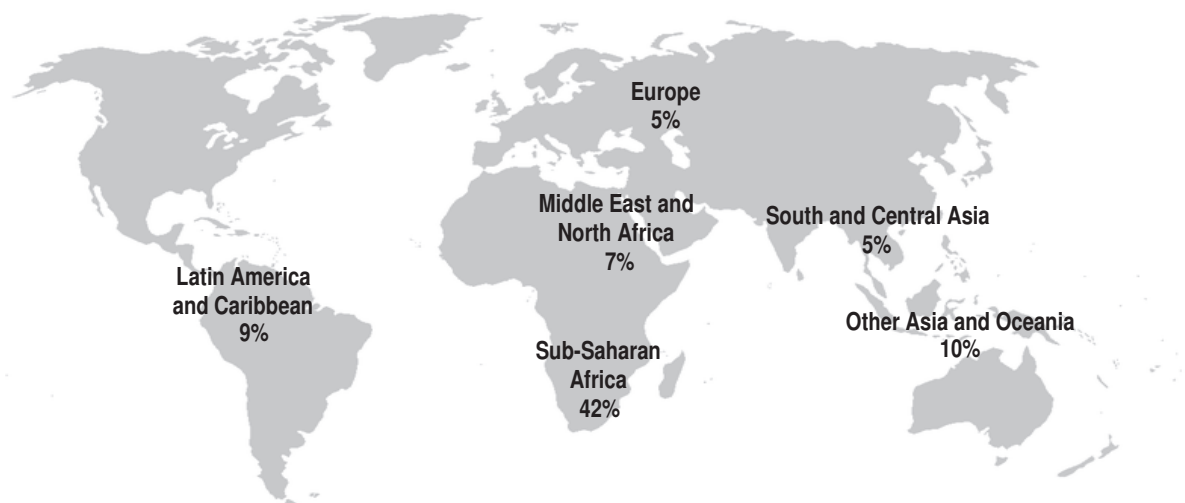 Europe
5%
Middle East and
North Africa
7%
South and Central Asia
5%
Latin America
and Caribbean
9%
Other Asia and Oceania
10%
Sub-Saharan
Africa
42%